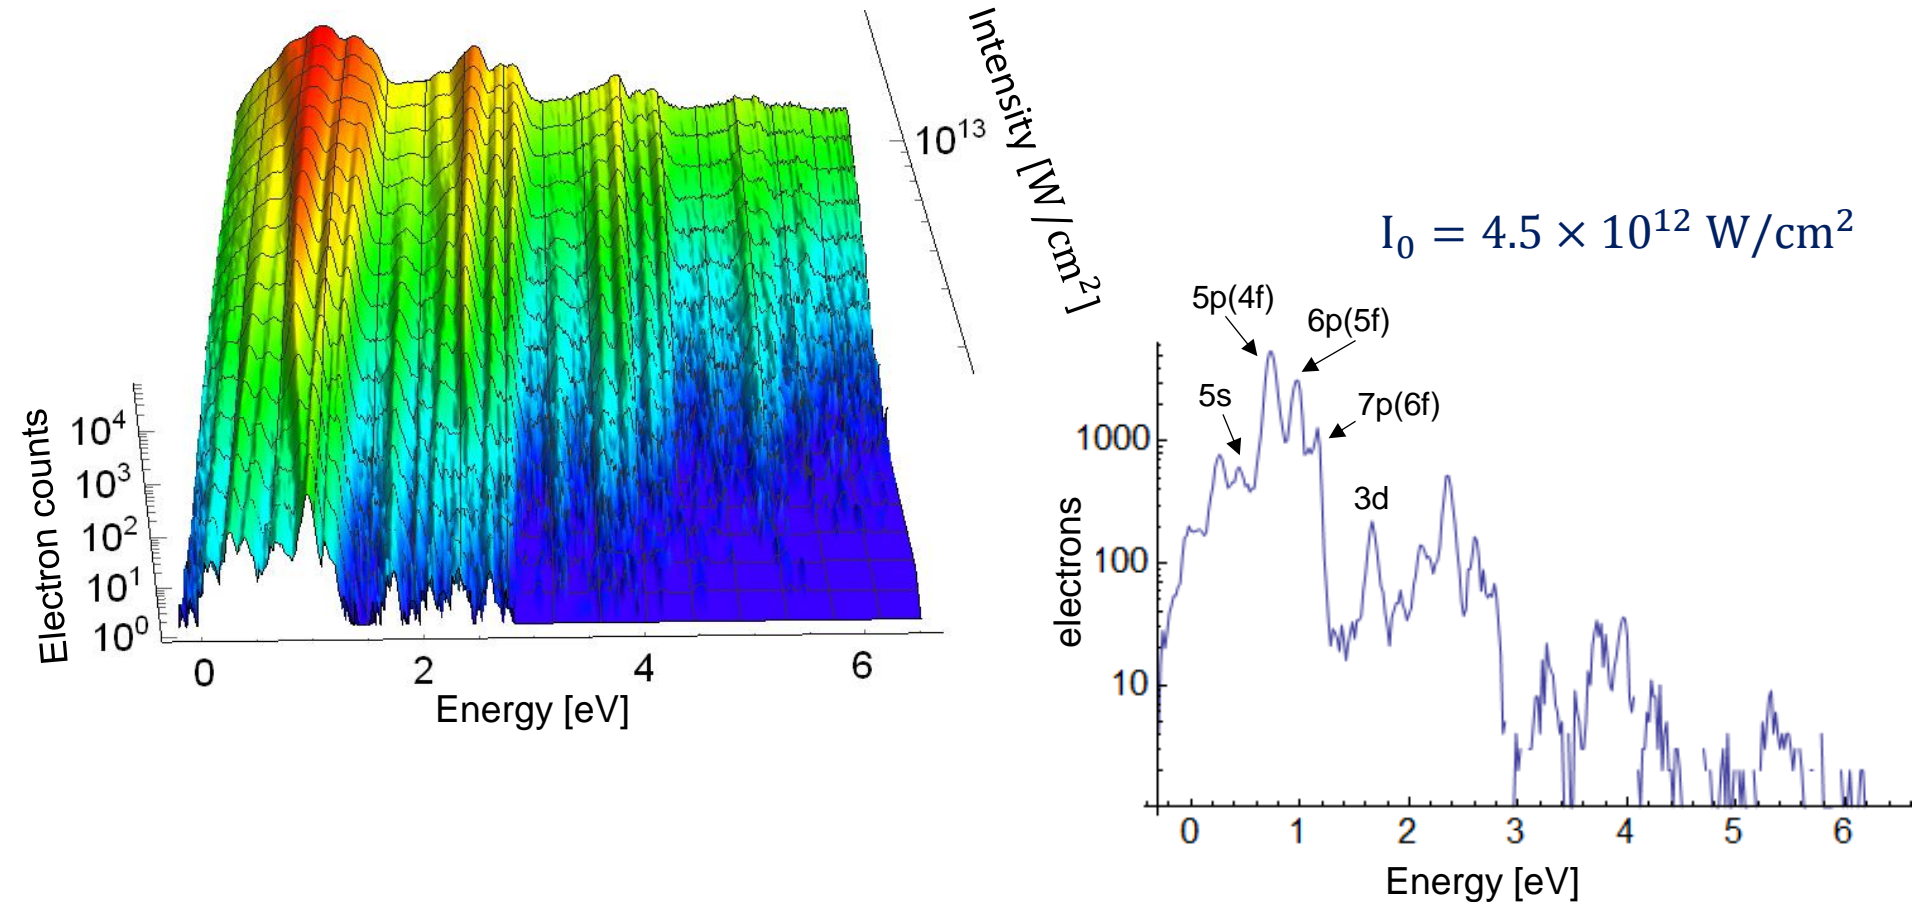 Intensity [W/cm²]
10¹³
Electron counts
10⁴
10³
10²
10¹
10⁰
0 2 4 6
Energy [eV]
I₀ = 4.5 × 10¹² W/cm²
5p(4f)
6p(5f)
5s
7p(6f)
3d
electrons
1000
100
10
0 1 2 3 4 5 6
Energy [eV]